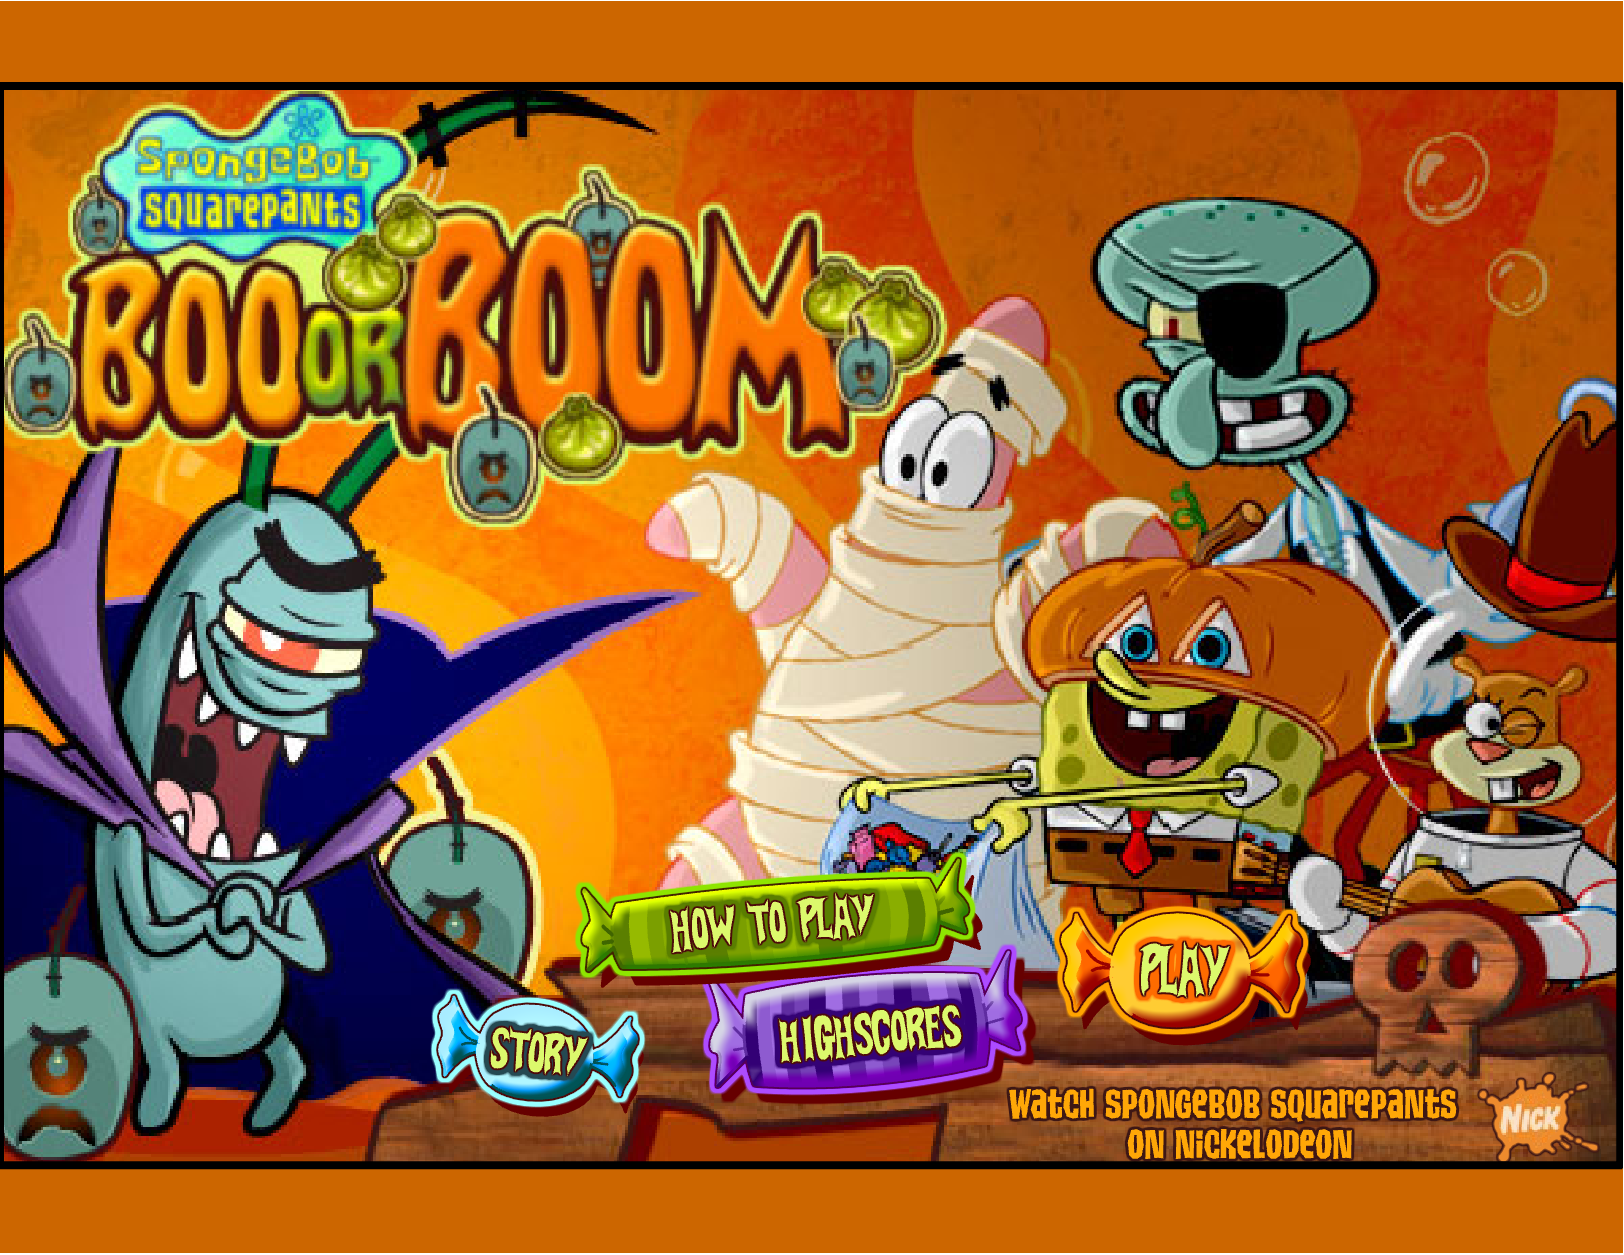 SpongeBob
SQUAREPANTS
BOO OR BOOM
HOW TO PLAY
PLAY
STORY
HIGHSCORES
WATCH SPONGEBOB SQUAREPANTS
ON NICKELODEON
NICK